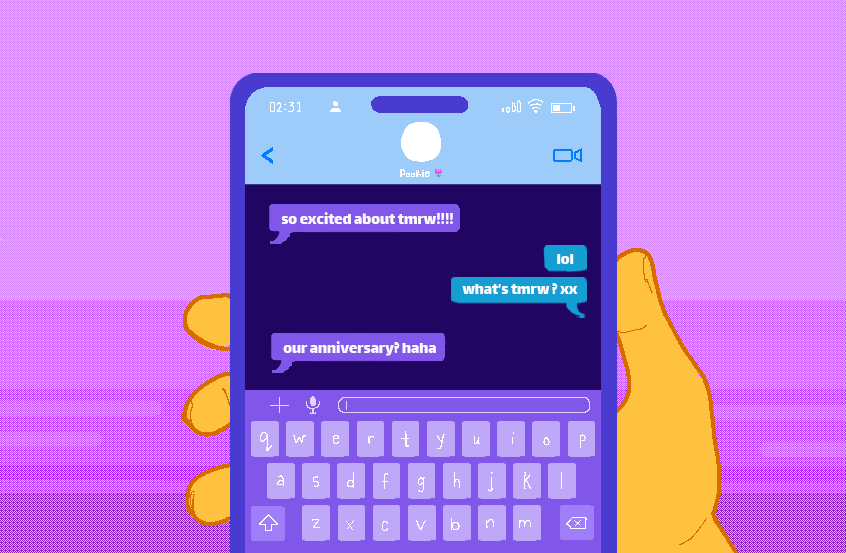 02:31
Pookie
so excited about tmrw!!!!
lol
what's tmrw ? xx
our anniversary? haha
q w e r t y u i o p
a s d f g h j k l
z x c v b n m